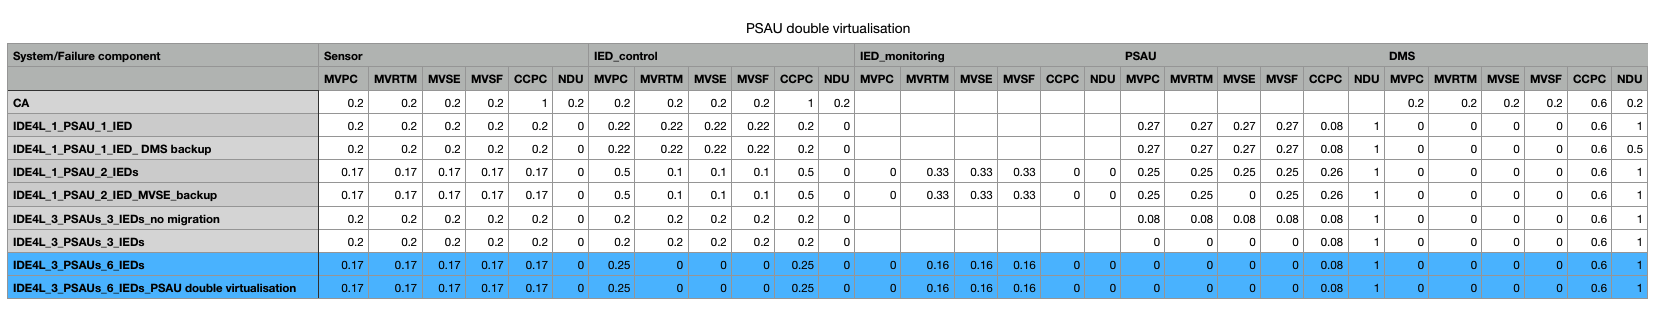 PSAU double virtualisation
System/Failure component Sensor IED_control IED_monitoring PSAU DMS
MVPC MVRTM MVSE MVSF CCPC NDU MVPC MVRTM MVSE MVSF CCPC NDU MVPC MVRTM MVSE MVSF CCPC NDU MVPC MVRTM MVSE MVSF CCPC NDU MVPC MVRTM MVSE MVSF CCPC NDU
CA 0.2 0.2 0.2 0.2 1 0.2 0.2 0.2 0.2 0.2 1 0.2 0.2 0.2 0.2 0.2 0.6 0.2
IDE4L_1_PSAU_1_IED 0.2 0.2 0.2 0.2 0.2 0 0.22 0.22 0.22 0.22 0.2 0 0.27 0.27 0.27 0.27 0.08 1 0 0 0 0 0.6 1
IDE4L_1_PSAU_1_IED_ DMS backup 0.2 0.2 0.2 0.2 0.2 0 0.22 0.22 0.22 0.22 0.2 0 0.27 0.27 0.27 0.27 0.08 1 0 0 0 0 0.6 0.5
IDE4L_1_PSAU_2_IEDs 0.17 0.17 0.17 0.17 0.17 0 0.5 0.1 0.1 0.1 0.5 0 0 0.33 0.33 0.33 0 0 0.25 0.25 0.25 0.25 0.26 1 0 0 0 0 0.6 1
IDE4L_1_PSAU_2_IED_MVSE_backup 0.17 0.17 0.17 0.17 0.17 0 0.5 0.1 0.1 0.1 0.5 0 0 0.33 0.33 0.33 0 0 0.25 0.25 0 0.25 0.26 1 0 0 0 0 0.6 1
IDE4L_3_PSAUs_3_IEDs_no migration 0.2 0.2 0.2 0.2 0.2 0 0.2 0.2 0.2 0.2 0.2 0 0.08 0.08 0.08 0.08 0.08 1 0 0 0 0 0.6 1
IDE4L_3_PSAUs_3_IEDs 0.2 0.2 0.2 0.2 0.2 0 0.2 0.2 0.2 0.2 0.2 0 0 0 0 0 0.08 1 0 0 0 0 0.6 1
IDE4L_3_PSAUs_6_IEDs 0.17 0.17 0.17 0.17 0.17 0 0.25 0 0 0 0.25 0 0 0.16 0.16 0.16 0 0 0 0 0 0 0.08 1 0 0 0 0 0.6 1
IDE4L_3_PSAUs_6_IEDs_PSAU double virtualisation 0.17 0.17 0.17 0.17 0.17 0 0.25 0 0 0 0.25 0 0 0.16 0.16 0.16 0 0 0 0 0 0 0.08 1 0 0 0 0 0.6 1